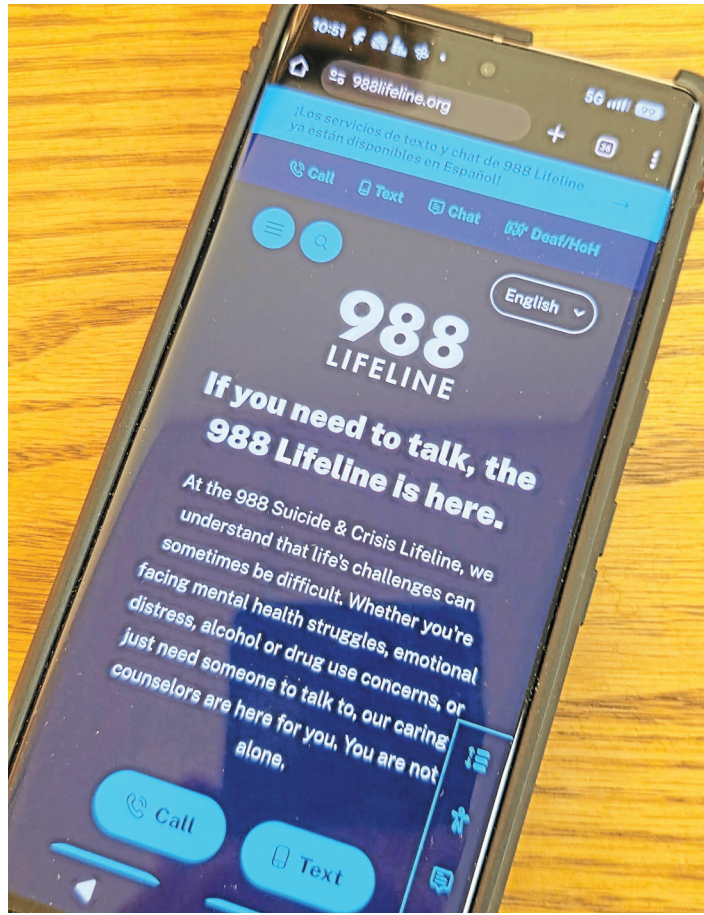 10:51
5G 99
988lifeline.org
36
¡Los servicios de texto y chat de 988 Lifeline
ya están disponibles en Español!
Call Text Chat Deaf/HoH
English
988
LIFELINE
If you need to talk, the
988 Lifeline is here.
At the 988 Suicide & Crisis Lifeline, we
understand that life's challenges can
sometimes be difficult. Whether you're
facing mental health struggles, emotional
distress, alcohol or drug use concerns, or
just need someone to talk to, our caring
counselors are here for you. You are not
alone.
Call
Text